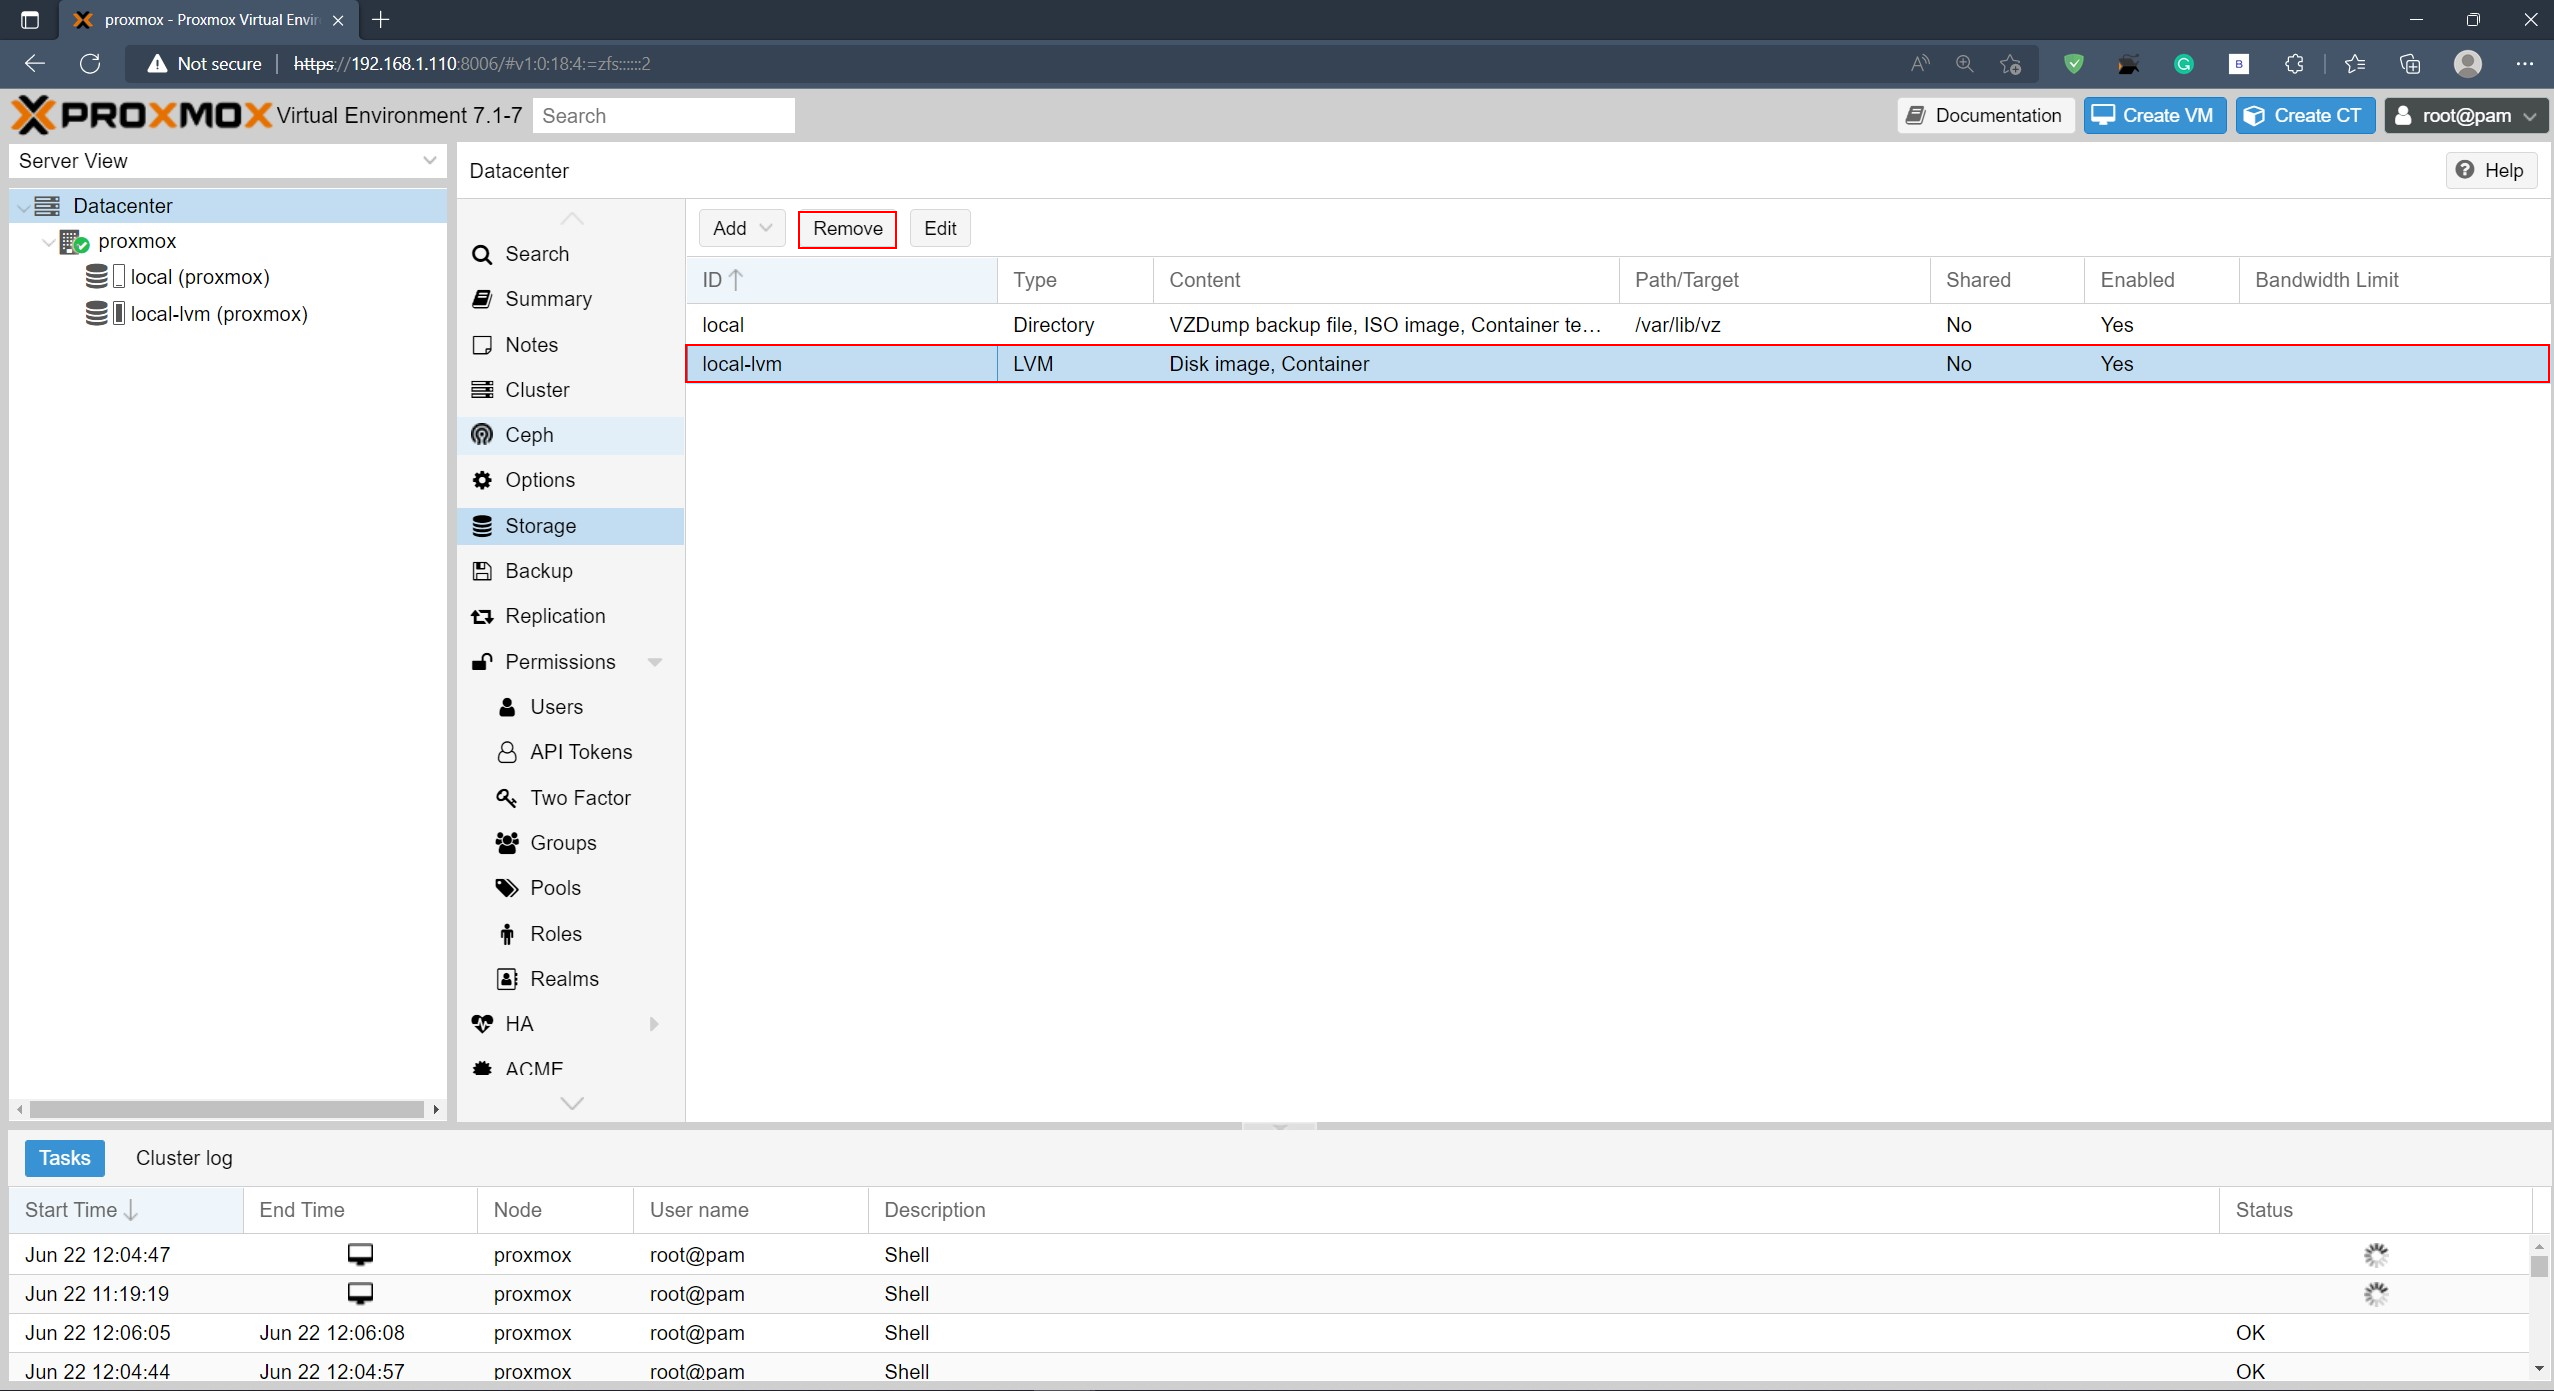 proxmox - Proxmox Virtual Envir
Not secure
https://192.168.1.110:8006/#v1:0:18:4:=zfs::::::2
PROXMOX Virtual Environment 7.1-7
Search
Documentation
Create VM
Create CT
root@pam
Server View
Datacenter
proxmox
local (proxmox)
local-lvm (proxmox)
Datacenter
Help
Search
Summary
Notes
Cluster
Ceph
Options
Storage
Backup
Replication
Permissions
Users
API Tokens
Two Factor
Groups
Pools
Roles
Realms
HA
ACME
Add Remove Edit
ID Type Content Path/Target Shared Enabled Bandwidth Limit
local Directory VZDump backup file, ISO image, Container te... /var/lib/vz No Yes
local-lvm LVM Disk image, Container No Yes
Tasks Cluster log
Start Time End Time Node User name Description Status
Jun 22 12:04:47 proxmox root@pam Shell
Jun 22 11:19:19 proxmox root@pam Shell
Jun 22 12:06:05 Jun 22 12:06:08 proxmox root@pam Shell OK
Jun 22 12:04:44 Jun 22 12:04:57 proxmox root@pam Shell OK